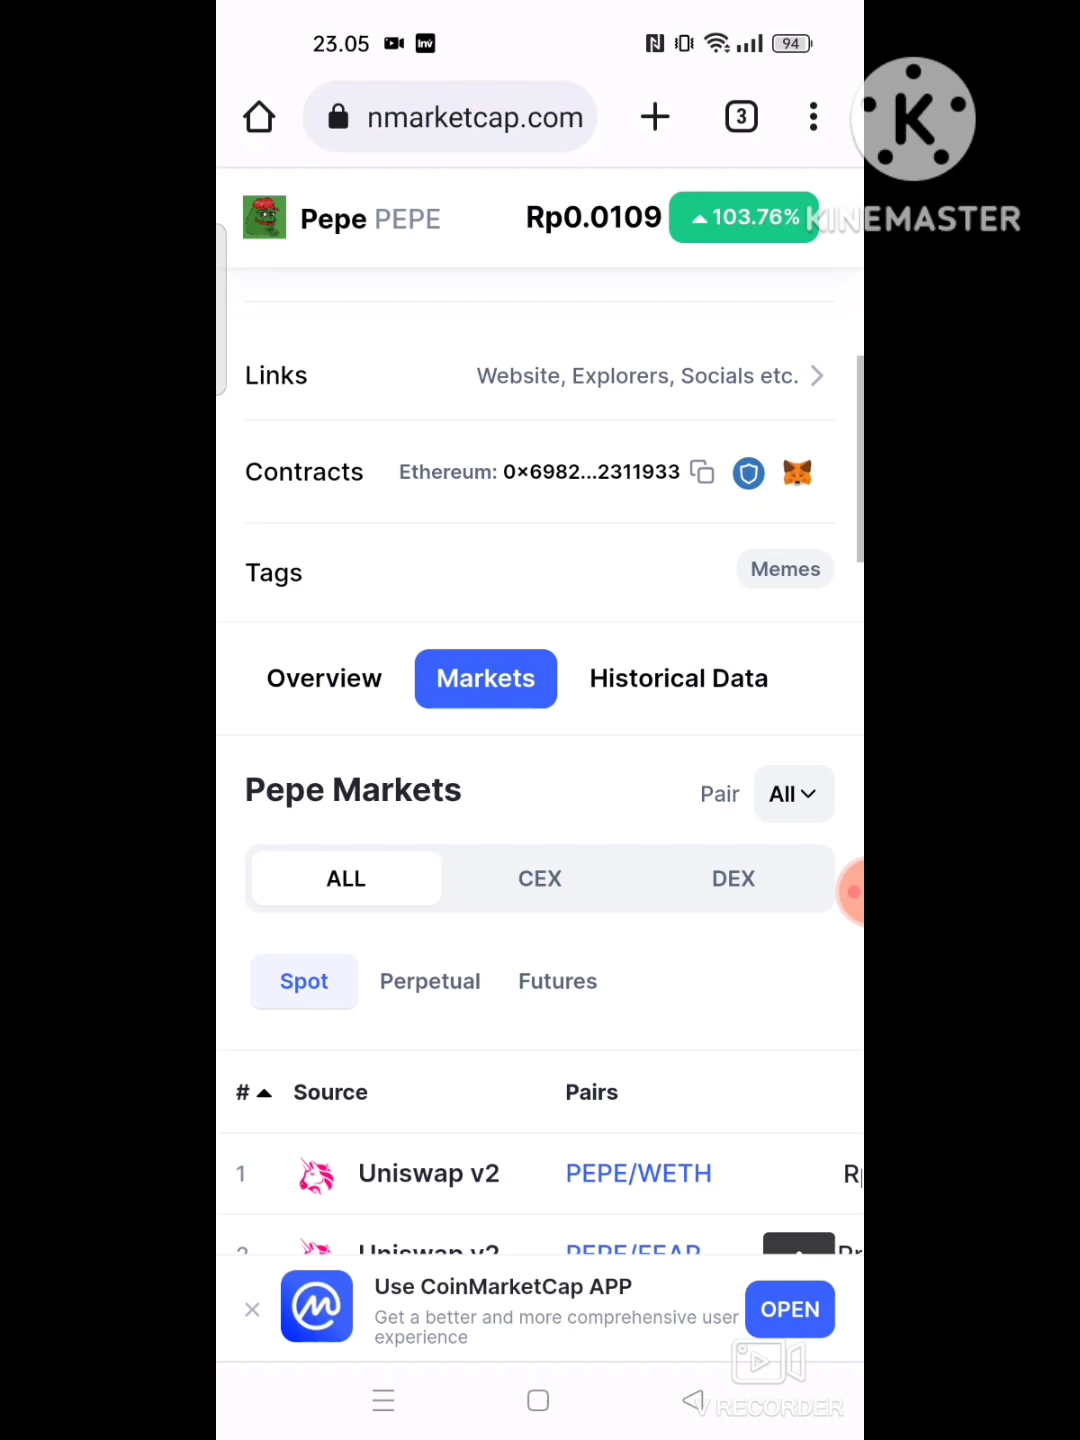 23.05
94
nmarketcap.com
3
K
KINEMASTER
Pepe PEPE
Rp0.0109
103.76%
Links
Website, Explorers, Socials etc.
Contracts
Ethereum: 0x6982...2311933
Tags
Memes
Overview
Markets
Historical Data
Pepe Markets
Pair
All
ALL
CEX
DEX
Spot
Perpetual
Futures
#
Source
Pairs
1
Uniswap v2
PEPE/WETH
2
Uniswap v2
Use CoinMarketCap APP
Get a better and more comprehensive user
experience
OPEN
V RECORDER